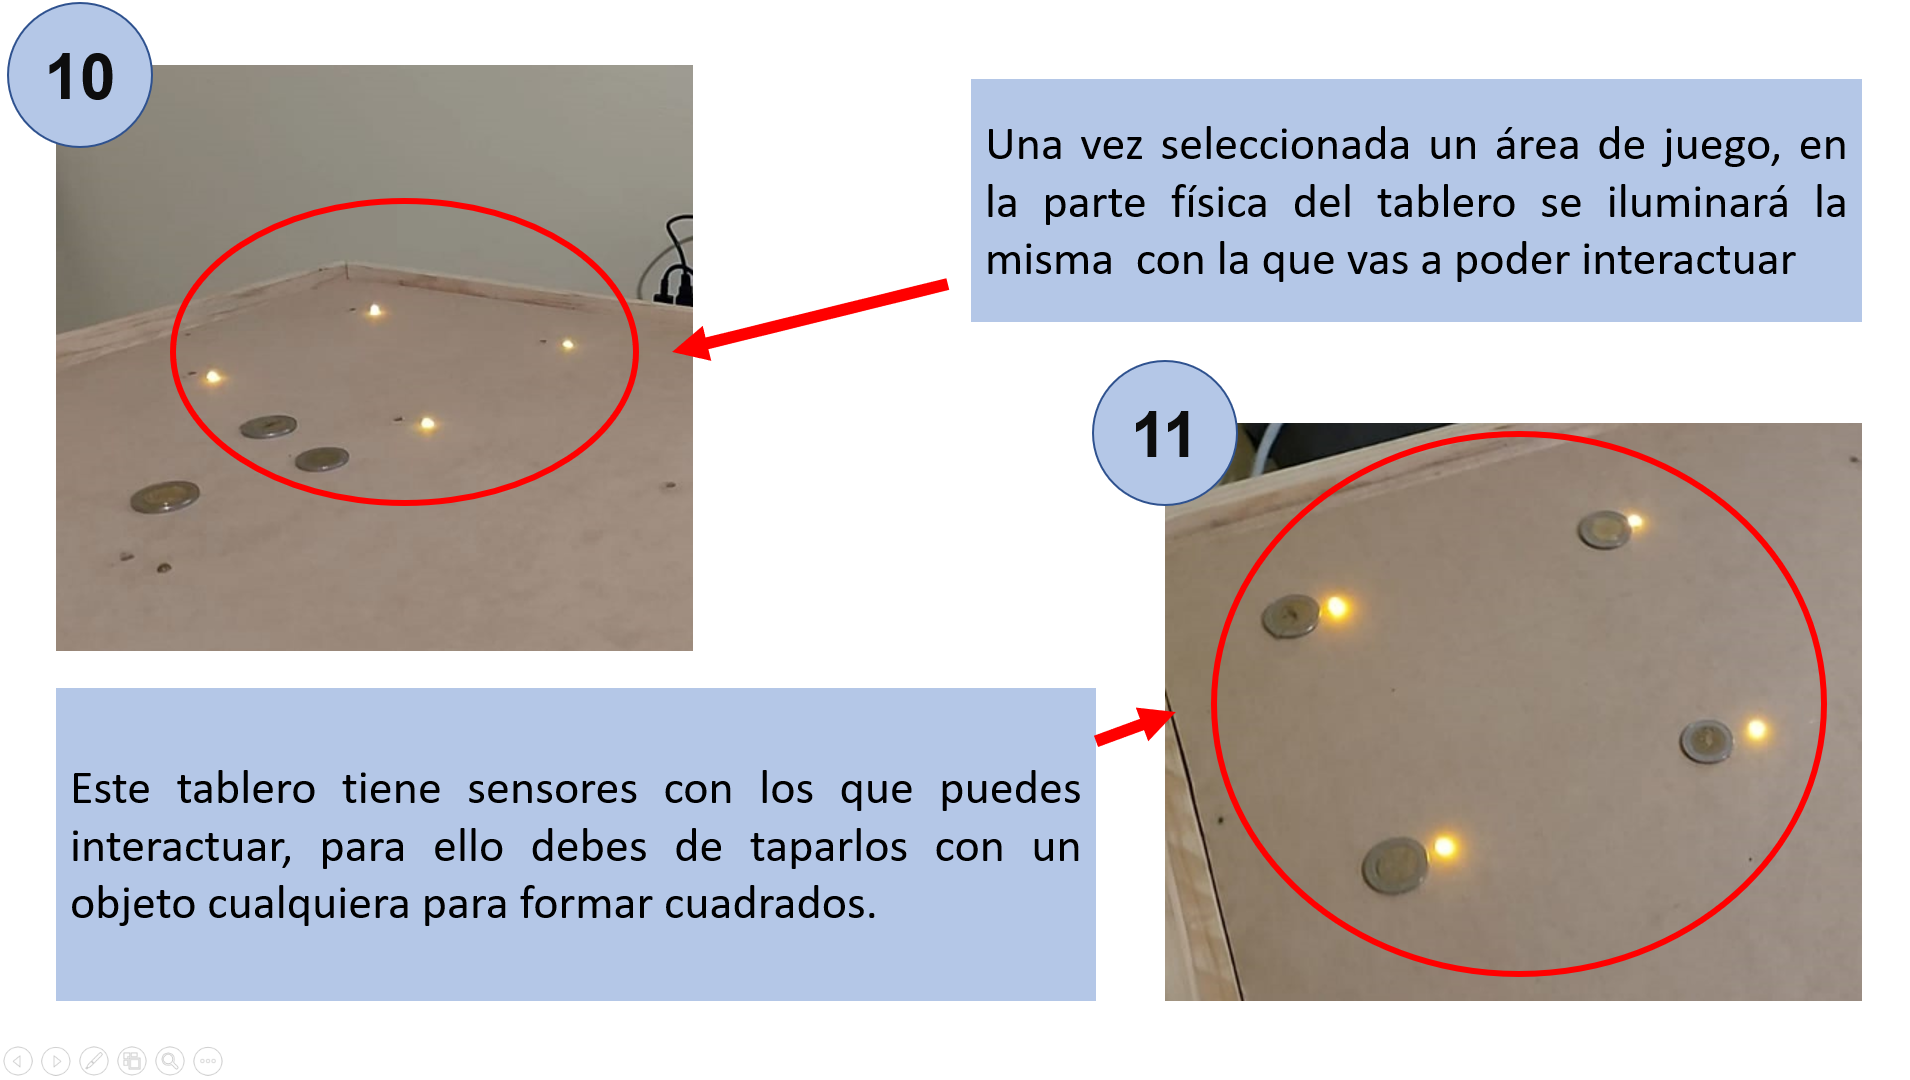 10
Una vez seleccionada un área de juego, en
la parte física del tablero se iluminará la
misma  con la que vas a poder interactuar
11
Este tablero tiene sensores con los que puedes
interactuar, para ello debes de taparlos con un
objeto cualquiera para formar cuadrados.